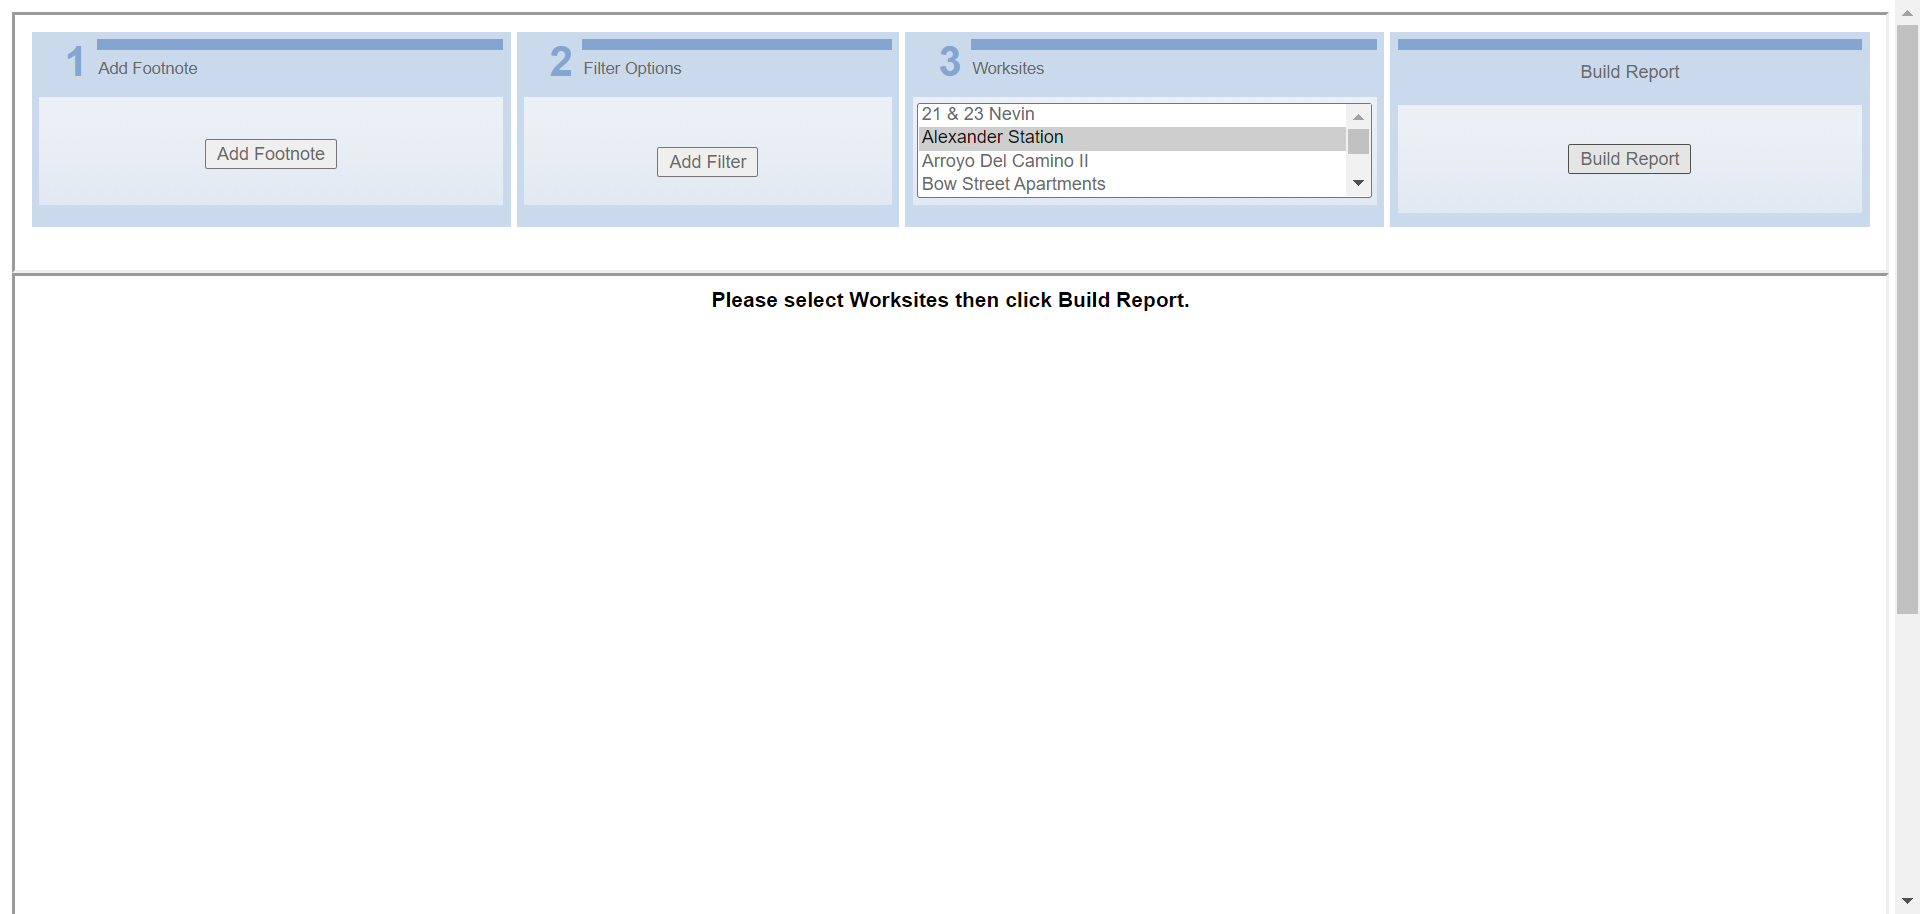 1 Add Footnote
Add Footnote
2 Filter Options
Add Filter
3 Worksites
21 & 23 Nevin
Alexander Station
Arroyo Del Camino II
Bow Street Apartments
Build Report
Build Report
Please select Worksites then click Build Report.